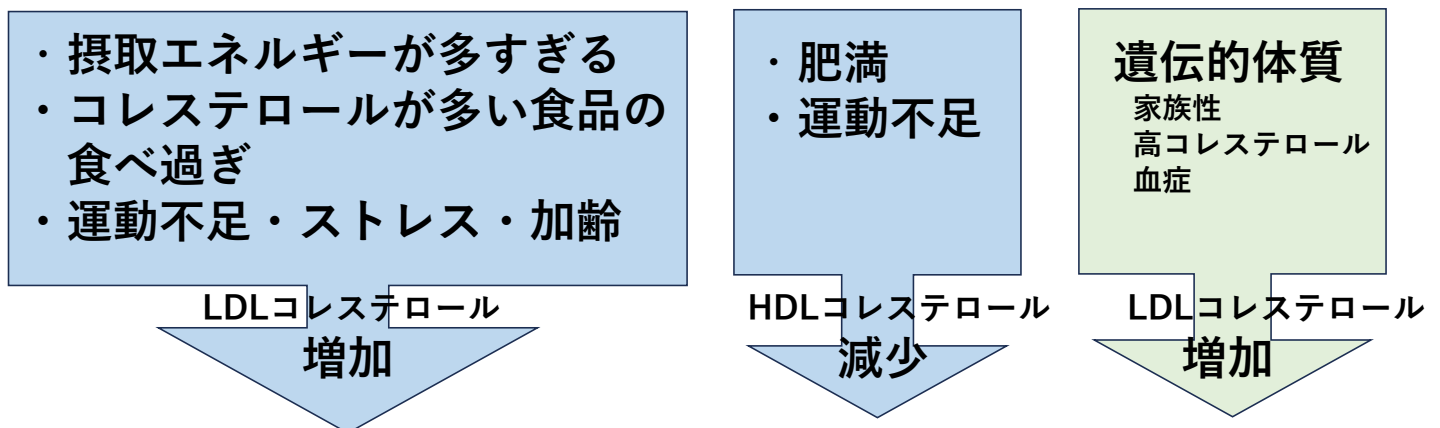 ・摂取エネルギーが多すぎる
・コレステロールが多い食品の
食べ過ぎ
・運動不足・ストレス・加齢
LDLコレステロール
増加
・肥満
・運動不足
HDLコレステロール
減少
遺伝的体質
家族性
高コレステロール
血症
LDLコレステロール
増加